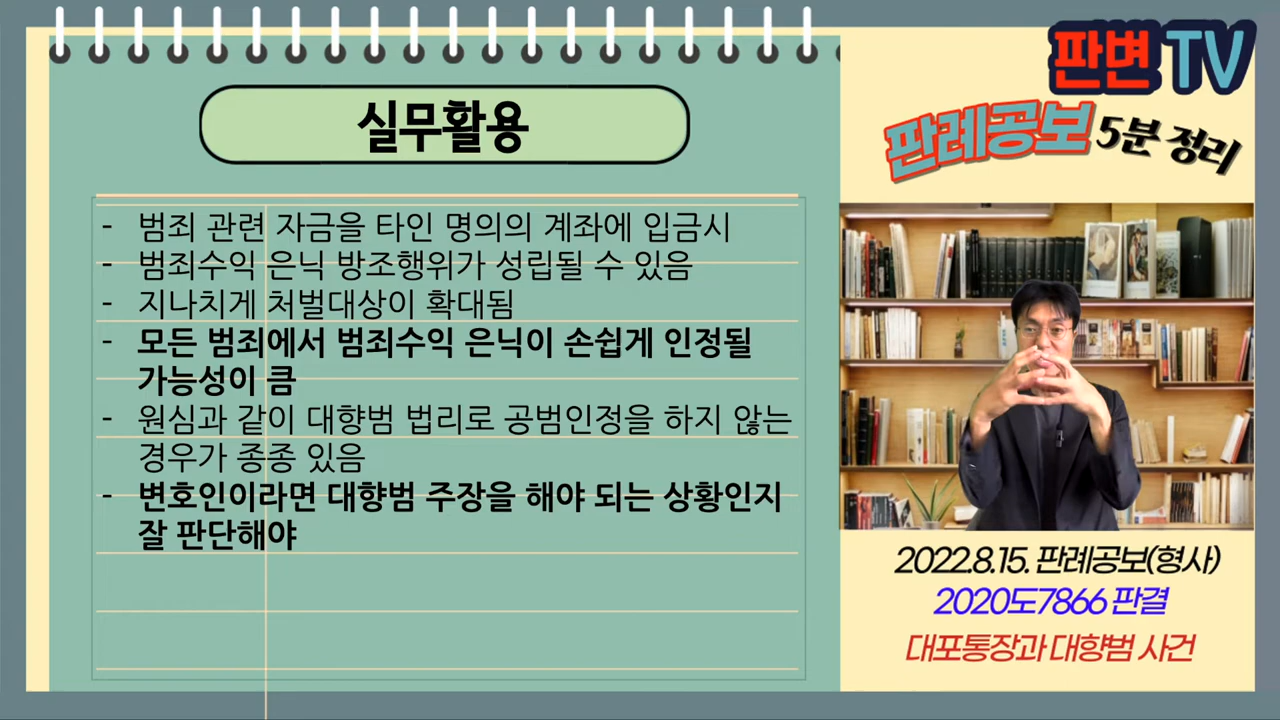 실무활용
- 범죄 관련 자금을 타인 명의의 계좌에 입금시
- 범죄수익 은닉 방조행위가 성립될 수 있음
- 지나치게 처벌대상이 확대됨
- 모든 범죄에서 범죄수익 은닉이 손쉽게 인정될
가능성이 큼
- 원심과 같이 대향범 법리로 공범인정을 하지 않는
경우가 종종 있음
- 변호인이라면 대향범 주장을 해야 되는 상황인지
잘 판단해야
판변 TV
판례공보 5분 정리
2022.8.15. 판례공보(형사)
2020도7866 판결
대포통장과 대향범 사건